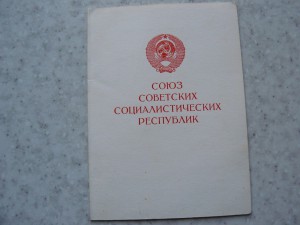 СОЮЗ
СОВЕТСКИХ
СОЦИАЛИСТИЧЕСКИХ
РЕСПУБЛИК